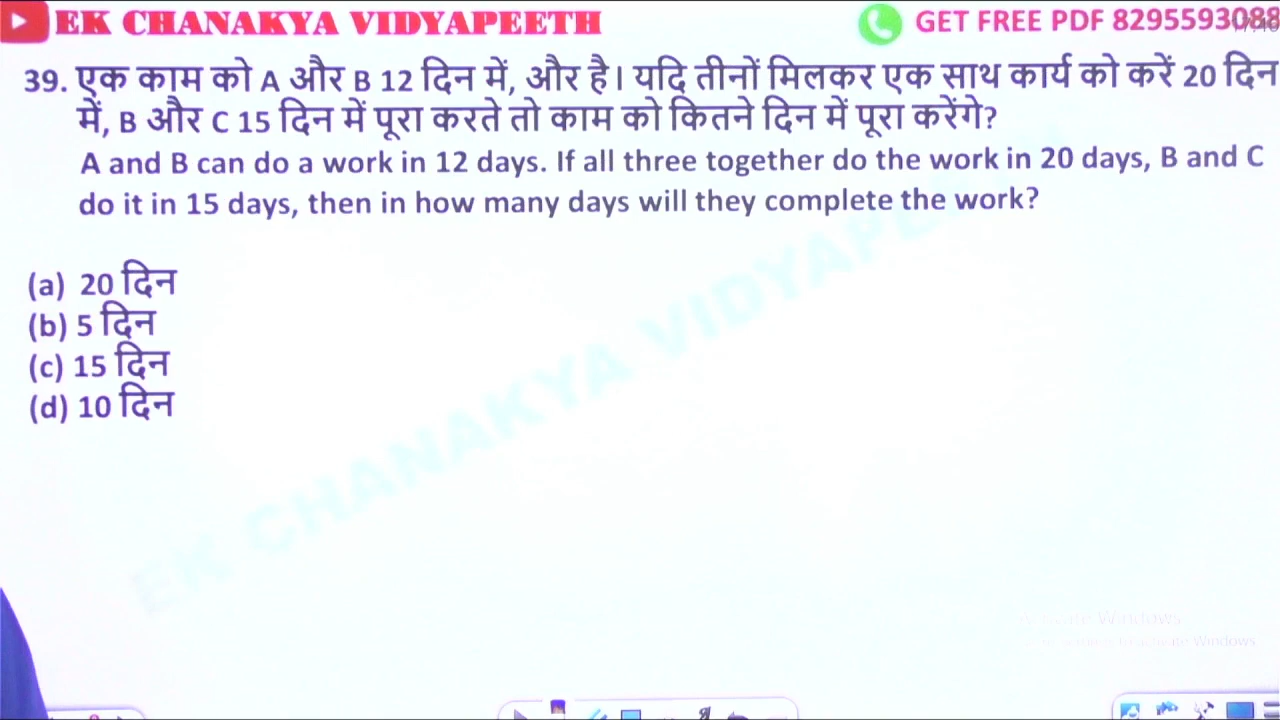 EK CHANAKYA VIDYAPEETH
GET FREE PDF 8295593088
39. एक काम को A और B 12 दिन में, और है। यदि तीनों मिलकर एक साथ कार्य को करें 20 दिन
में, B और C 15 दिन में पूरा करते तो काम को कितने दिन में पूरा करेंगे?
A and B can do a work in 12 days. If all three together do the work in 20 days, B and C
do it in 15 days, then in how many days will they complete the work?
(a) 20 दिन
(b) 5 दिन
(c) 15 दिन
(d) 10 दिन
EK CHANAKYA VIDYAPEETH